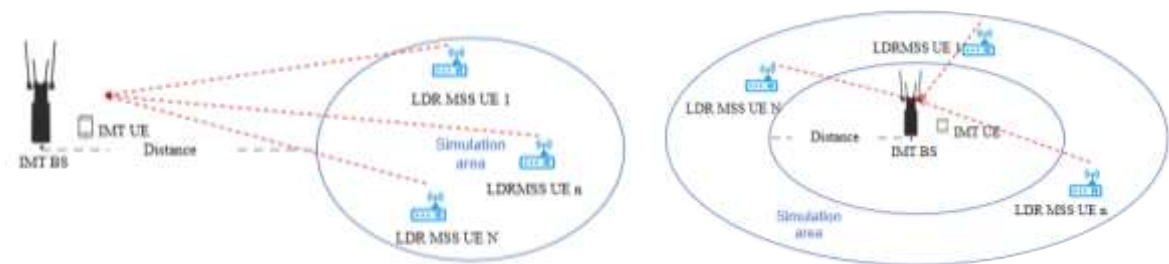 LDR MSS UE 1
IMT UE
IMT BS
Distance
Simulation
area
LDRMSS UE n
LDR MSS UE N
LDRMSS UE 1
LDR MSS UE N
Distance
IMT UE
IMT BS
LDR MSS UE n
Simulation
area